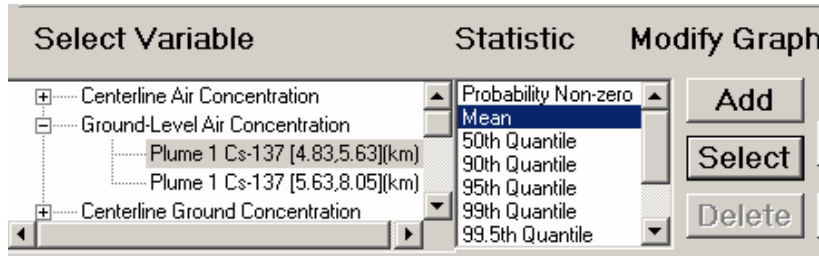 Select Variable
Statistic
Modify Graph
Centerline Air Concentration
Ground-Level Air Concentration
Plume 1 Cs-137 [4.83,5.63](km)
Plume 1 Cs-137 [5.63,8.05](km)
Centerline Ground Concentration
Probability Non-zero
Mean
50th Quantile
90th Quantile
95th Quantile
99th Quantile
99.5th Quantile
Add
Select
Delete